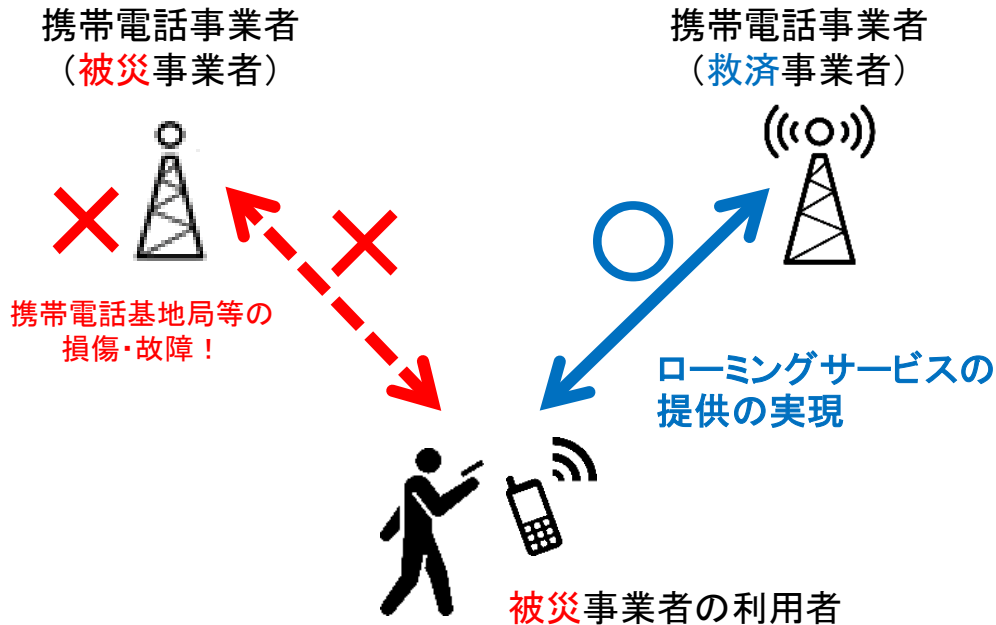 携帯電話事業者
（被災事業者）
携帯電話事業者
（救済事業者）
携帯電話基地局等の
損傷・故障！
ローミングサービスの
提供の実現
被災事業者の利用者